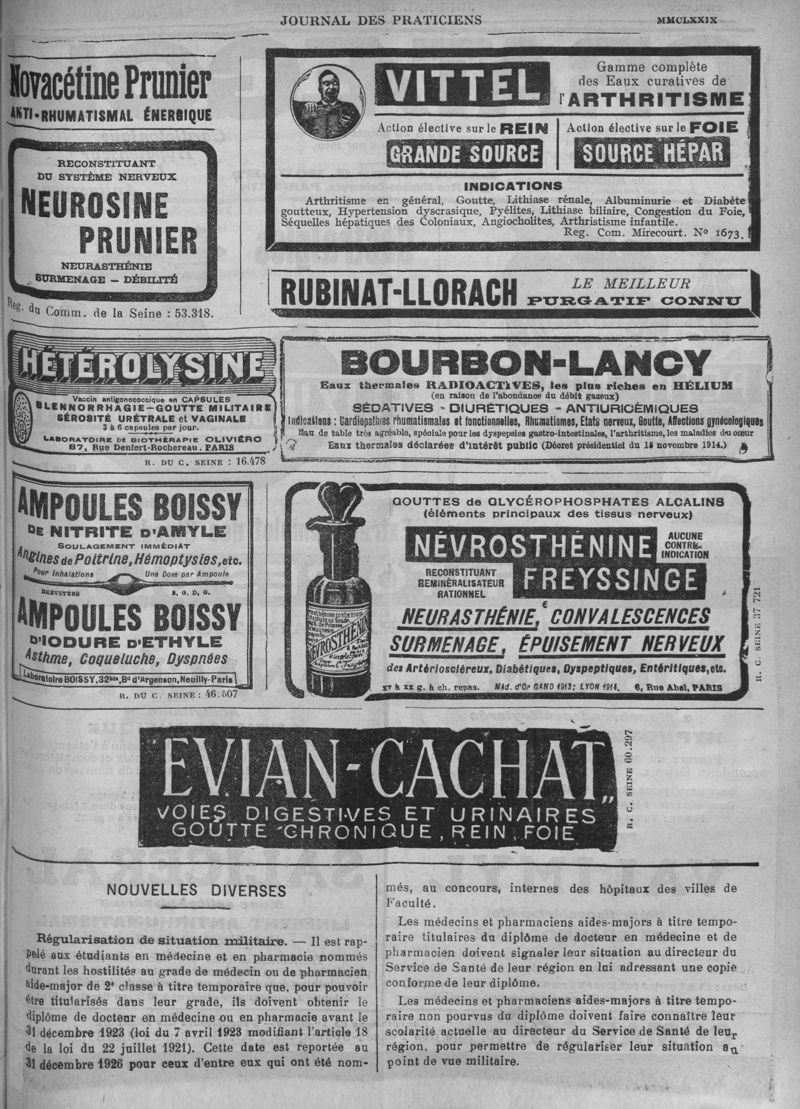 JOURNAL DES PRATICIENS
MMCLXXIX
Novacétine Prunier
ANTI-RHUMATISMAL ÉNERGIQUE
RECONSTITUANT
DU SYSTÈME NERVEUX
NEUROSINE
PRUNIER
NEURASTHÉNIE
SURMENAGE — DÉBILITÉ
Reg. du Comm. de la Seine : 53.318.
VITTEL
Gamme complète
des Eaux curatives de
l'ARTHRITISME
Action élective sur le REIN
GRANDE SOURCE
Action élective sur le FOIE
SOURCE HÉPAR
INDICATIONS
Arthritisme en général, Goutte, Lithiase rénale, Albuminurie et Diabète
goutteux, Hypertension dyscrasique, Pyélites, Lithiase biliaire, Congestion du Foie,
Séquelles hépatiques des Coloniaux, Angiocholites, Arthristisme infantile.
Reg. Com. Mirecourt. No 1673.
RUBINAT-LLORACH
LE MEILLEUR
PURGATIF CONNU
HÉTÉROLYSINE
Vaccin antigonococcique en CAPSULES
BLENNORRHAGIE—GOUTTE MILITAIRE
SÉROSITÉ URÉTRALE et VAGINALE
3 à 6 capsules par jour.
LABORATOIRE DE BIOTHÉRAPIE OLIVIÉRO
87, Rue Denfert-Rochereau. PARIS
R. DU C. SEINE : 16.478
BOURBON-LANCY
Eaux thermales RADIOACTIVES, les plus riches en HÉLIUM
(en raison de l'abondance du débit gazeux)
SÉDATIVES - DIURÉTIQUES - ANTIURICÉMIQUES
Indications : Cardiopathies rhumatismales et fonctionnelles, Rhumatismes, Etats nerveux, Goutte, Affections gynécologiques
Eau de table très agréable, spéciale pour les dyspepsies gastro-intestinales, l'arthritisme, les maladies du cœur
Eaux thermales déclarées d'intérêt public (Décret présidentiel du 15 novembre 1914.)
AMPOULES BOISSY
DE NITRITE D'AMYLE
SOULAGEMENT IMMÉDIAT
Angines de Poitrine, Hémoptysies, etc.
Pour Inhalations
Une Dose par Ampoule
BREVETÉES
S. G. D. G.
AMPOULES BOISSY
D'IODURE D'ETHYLE
Asthme, Coqueluche, Dyspnées
Laboratoire BOISSY, 32bis, Bd d'Argenson, Neuilly-Paris
R. DU C. SEINE : 46.507
GOUTTES de GLYCÉROPHOSPHATES ALCALINS
(éléments principaux des tissus nerveux)
NÉVROSTHÉNINE
AUCUNE
CONTRE-
INDICATION
RECONSTITUANT
REMINÉRALISATEUR
RATIONNEL
FREYSSINGE
NEURASTHÉNIE, CONVALESCENCES
SURMENAGE, ÉPUISEMENT NERVEUX
des Artérioscléreux, Diabétiques, Dyspeptiques, Entéritiques, etc.
Méd. d'Or GAND 1913; LYON 1914.
6, Rue Abel, PARIS
NÉVROSTHÉNINE
R. C. SEINE 37 721
EVIAN-CACHAT
VOIES DIGESTIVES ET URINAIRES
GOUTTE CHRONIQUE, REIN, FOIE
R. C. SEINE 60.297
NOUVELLES DIVERSES
Régularisation de situation militaire. — Il est rap-
pelé aux étudiants en médecine et en pharmacie nommés
durant les hostilités au grade de médecin ou de pharmacien
aide-major de 2e classe à titre temporaire que, pour pouvoir
être titularisés dans leur grade, ils doivent obtenir le
diplôme de docteur en médecine ou en pharmacie avant le
31 décembre 1923 (loi du 7 avril 1923 modifiant l'article 18
de la loi du 22 juillet 1921). Cette date est reportée au
31 décembre 1926 pour ceux d'entre eux qui ont été nom-
més, au concours, internes des hôpitaux des villes de
Faculté.
Les médecins et pharmaciens aides-majors à titre tempo-
raire titulaires du diplôme de docteur en médecine et de
pharmacien doivent signaler leur situation au directeur du
Service de Santé de leur région en lui adressant une copie
conforme de leur diplôme.
Les médecins et pharmaciens aides-majors à titre tempo-
raire non pourvus du diplôme doivent faire connaître leur
scolarité actuelle au directeur du Service de Santé de leur
région, pour permettre de régulariser leur situation au
point de vue militaire.